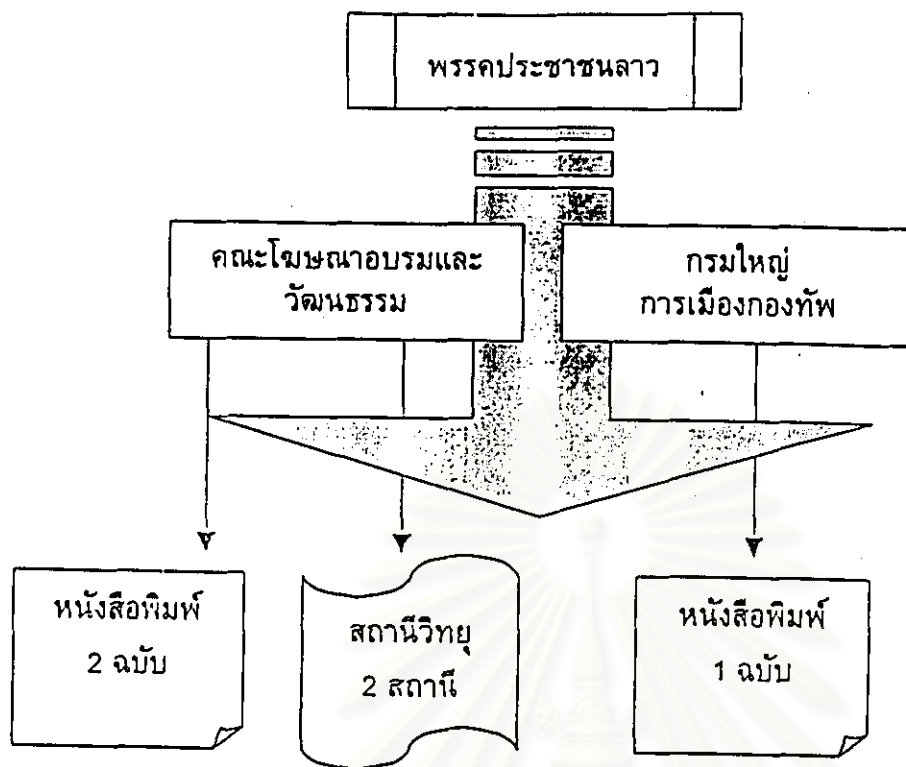 พรรคประชาชนลาว
คณะโฆษณาอบรมและ
วัฒนธรรม
กรมใหญ่
การเมืองกองทัพ
หนังสือพิมพ์
2 ฉบับ
สถานีวิทยุ
2 สถานี
หนังสือพิมพ์
1 ฉบับ